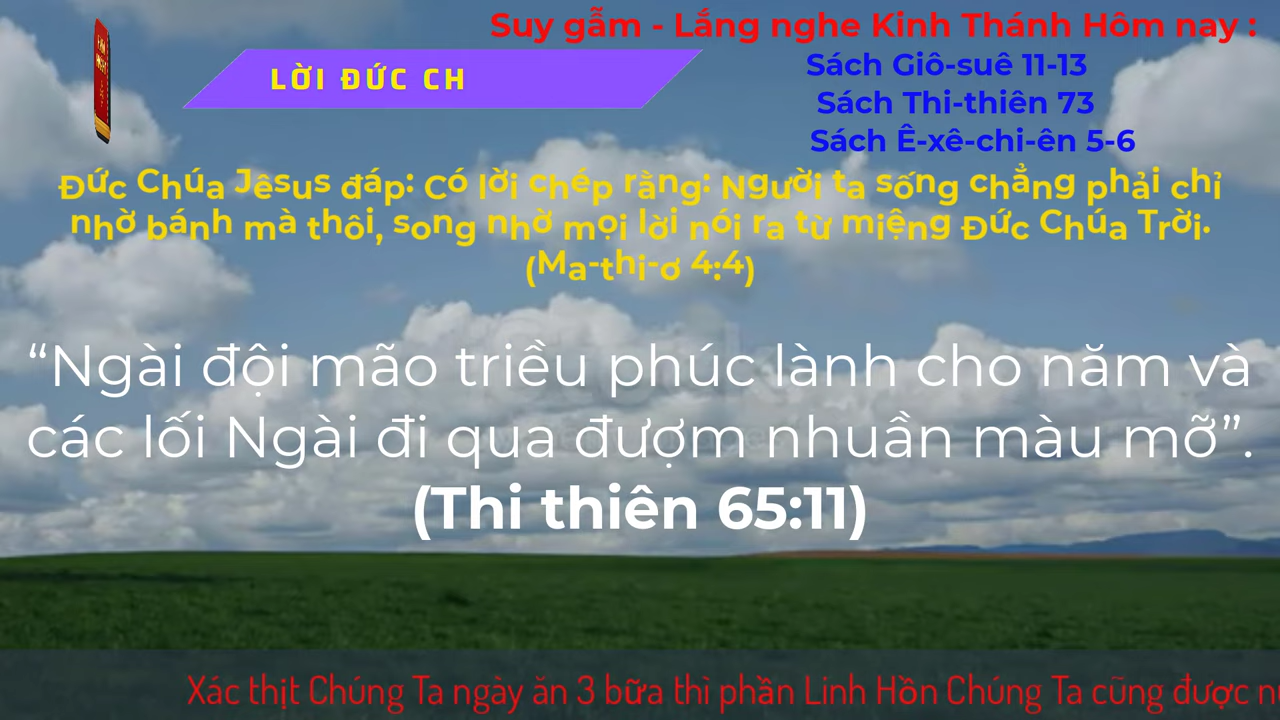 Suy gẫm - Lắng nghe Kinh Thánh Hôm nay :
Sách Giô-suê 11-13
Sách Thi-thiên 73
Sách Ê-xê-chi-ên 5-6
LỜI ĐỨC CH
Đức Chúa Jêsus đáp: Có lời chép rằng: Người ta sống chẳng phải chỉ
nhờ bánh mà thôi, song nhờ mọi lời nói ra từ miệng Đức Chúa Trời.
(Ma-thi-ơ 4:4)
“Ngài đội mão triều phúc lành cho năm và
các lối Ngài đi qua đượm nhuần màu mỡ”.
(Thi thiên 65:11)
Xác thịt Chúng Ta ngày ăn 3 bữa thì phần Linh Hồn Chúng Ta cũng được